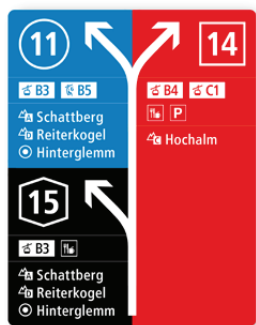 11
B3 B5
A Schattberg
D Reiterkogel
Hinterglemm
14
B4 C1
P
C Hochalm
15
B3
A Schattberg
D Reiterkogel
Hinterglemm